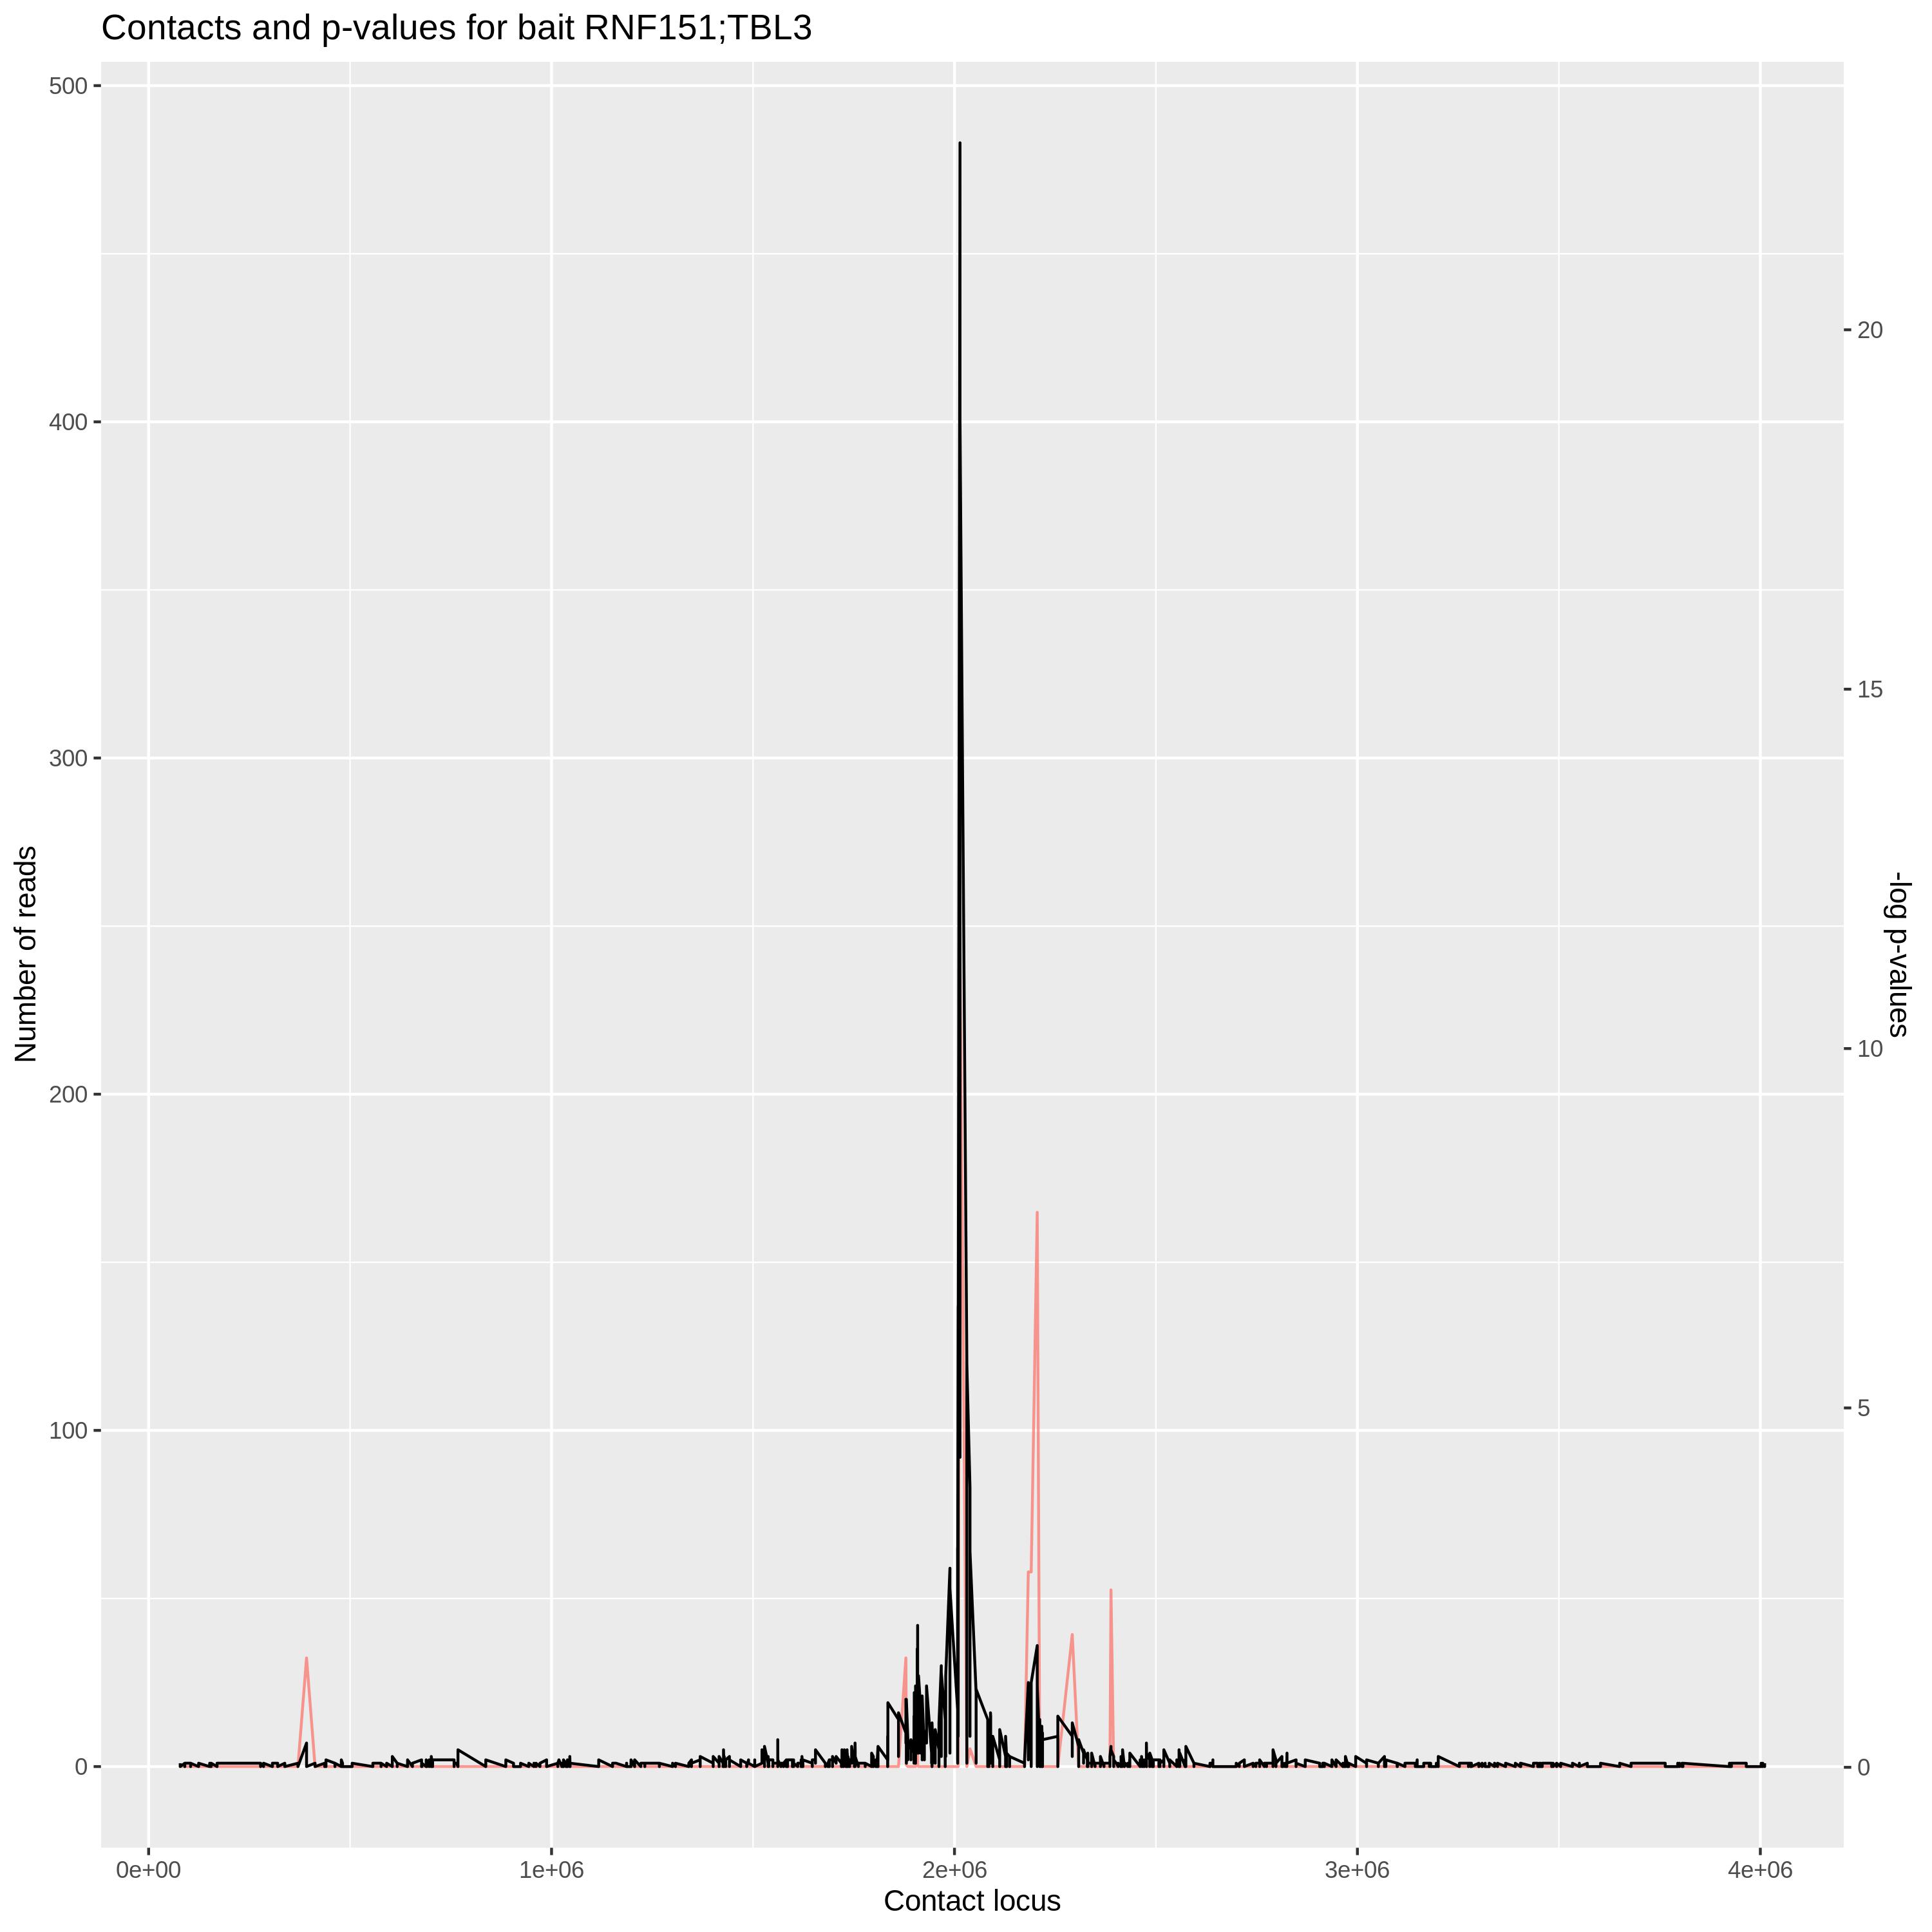 Contacts and p-values for bait RNF151;TBL3
500
400
300
200
100
0
Number of reads
20
15
10
5
0
-log p-values
0e+00 1e+06 2e+06 3e+06 4e+06
Contact locus